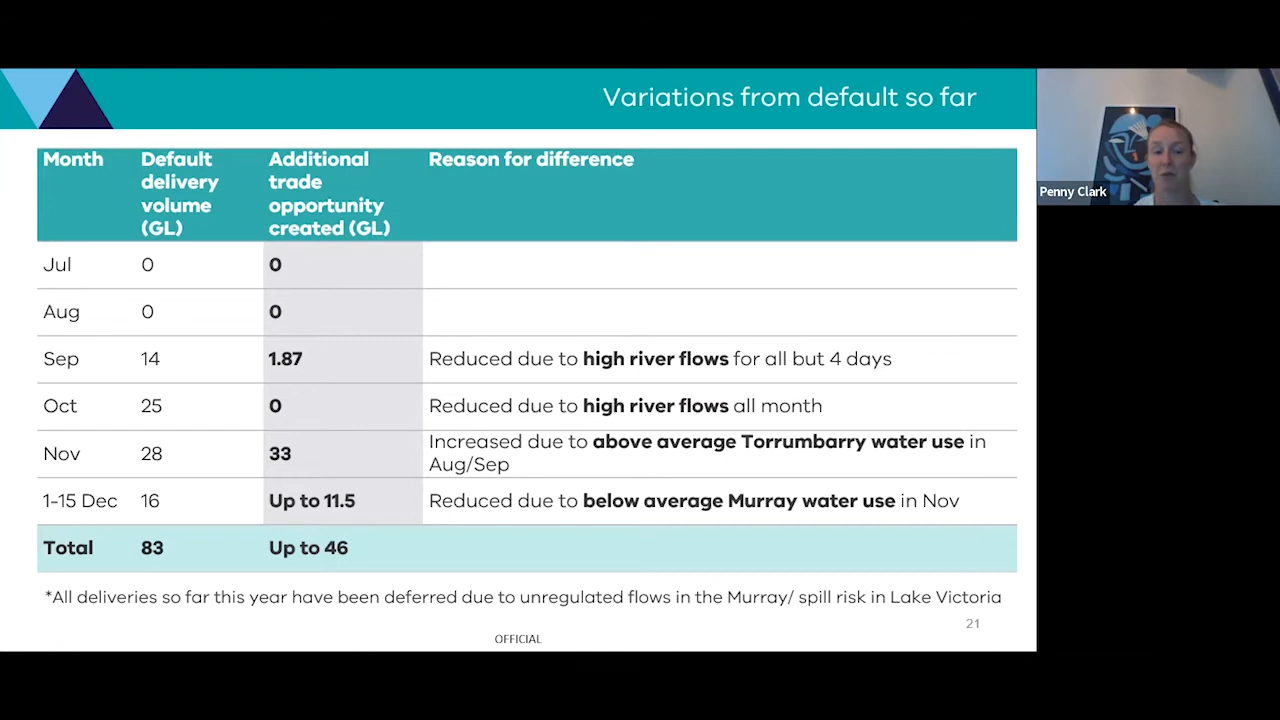 Variations from default so far
Penny Clark
Month
Default
delivery
volume
(GL)
Additional
trade
opportunity
created (GL)
Reason for difference
Jul 0 0
Aug 0 0
Sep 14 1.87 Reduced due to high river flows for all but 4 days
Oct 25 0 Reduced due to high river flows all month
Nov 28 33 Increased due to above average Torrumbarry water use in
Aug/Sep
1-15 Dec 16 Up to 11.5 Reduced due to below average Murray water use in Nov
Total 83 Up to 46
*All deliveries so far this year have been deferred due to unregulated flows in the Murray/ spill risk in Lake Victoria
21
OFFICIAL